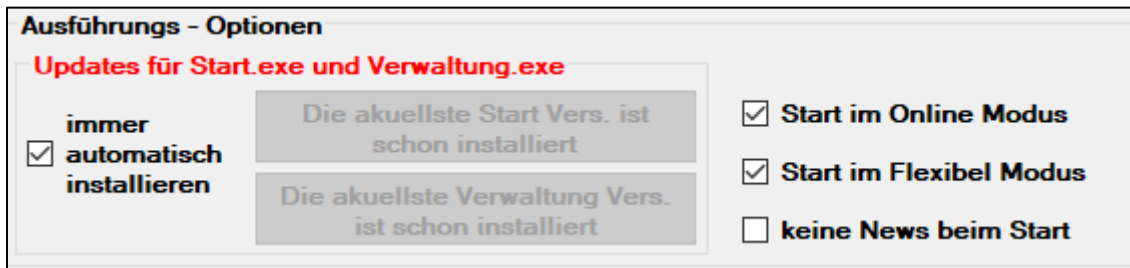 Ausführungs - Optionen
Updates für Start.exe und Verwaltung.exe
immer
automatisch
installieren
Die akuellste Start Vers. ist
schon installiert
Die akuellste Verwaltung Vers.
ist schon installiert
Start im Online Modus
Start im Flexibel Modus
keine News beim Start